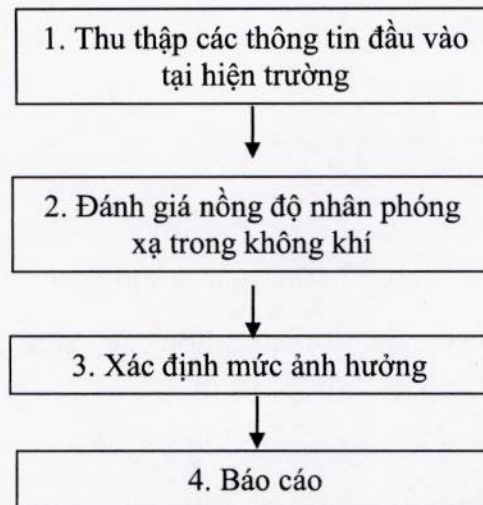 1. Thu thập các thông tin đầu vào
tại hiện trường
2. Đánh giá nồng độ nhân phóng
xạ trong không khí
3. Xác định mức ảnh hưởng
4. Báo cáo